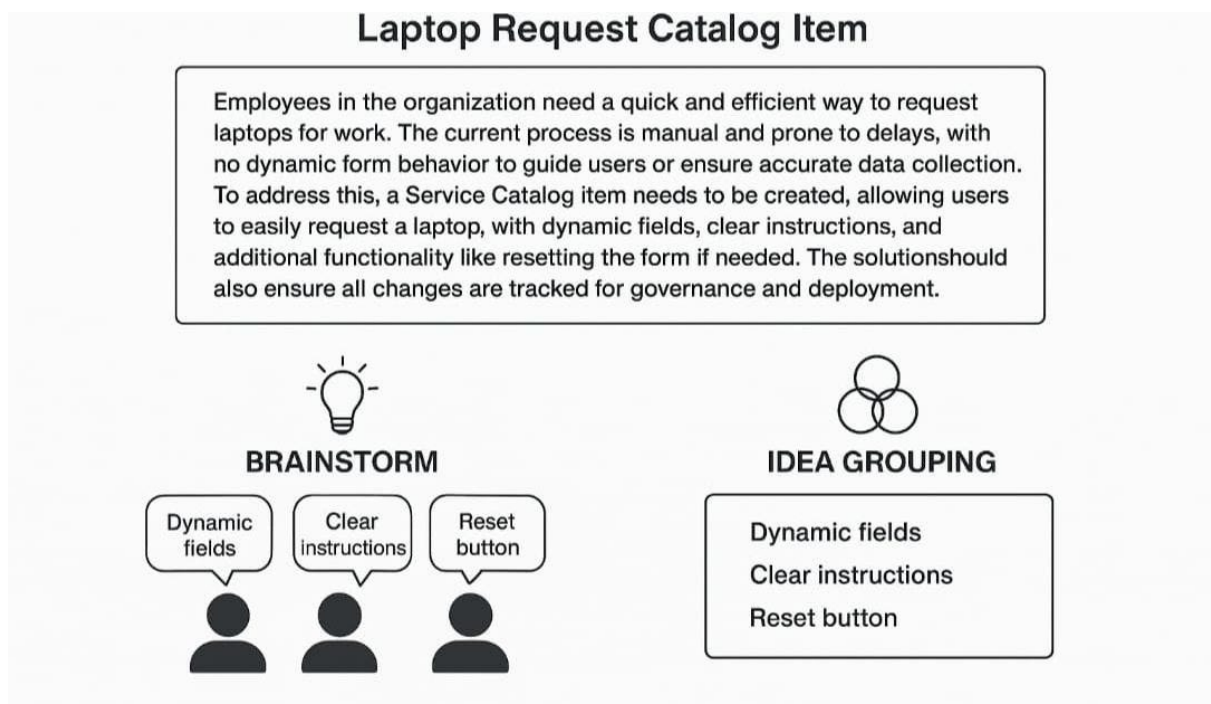 Laptop Request Catalog Item
Employees in the organization need a quick and efficient way to request
laptops for work. The current process is manual and prone to delays, with
no dynamic form behavior to guide users or ensure accurate data collection.
To address this, a Service Catalog item needs to be created, allowing users
to easily request a laptop, with dynamic fields, clear instructions, and
additional functionality like resetting the form if needed. The solutionshould
also ensure all changes are tracked for governance and deployment.
BRAINSTORM
Dynamic
fields
Clear
instructions
Reset
button
IDEA GROUPING
Dynamic fields
Clear instructions
Reset button